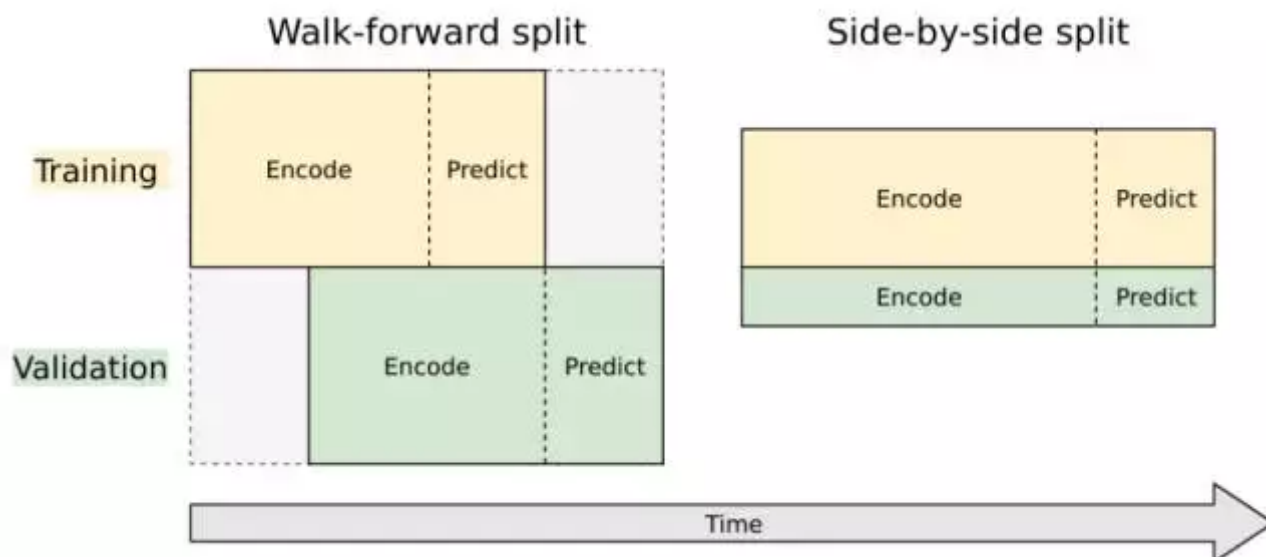 Walk-forward split
Side-by-side split
Training
Encode
Predict
Encode
Predict
Encode
Predict
Validation
Encode
Predict
Time